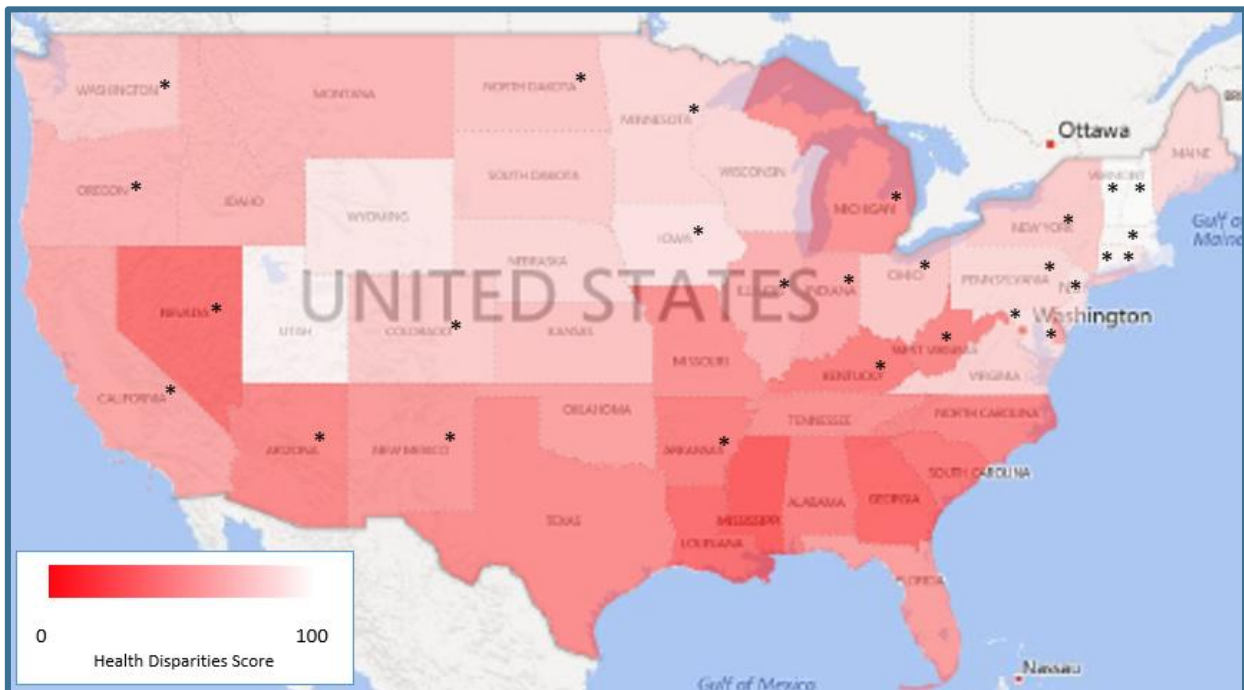 WASHINGTON*
MONTANA
NORTH DAKOTA*
MINNESOTA*
OREGON*
IDAHO
WYOMING
SOUTH DAKOTA
WISCONSIN
MICHIGAN*
Ottawa
VERMONT
* *
MAINE
NEW YORK*
*
* *
Gulf of
Maine
NEVADA*
UTAH
COLORADO*
NEBRASKA
IOWA*
UNITED STATES
KANSAS
ILLINOIS*
INDIANA*
OHIO*
PENNSYLVANIA*
*
*
Washington
*
CALIFORNIA*
MISSOURI
KENTUCKY*
WEST VIRGINIA*
VIRGINIA
ARIZONA*
NEW MEXICO*
OKLAHOMA
ARKANSAS*
TENNESSEE
NORTH CAROLINA
SOUTH CAROLINA
TEXAS
LOUISIANA
MISSISSIPPI
ALABAMA
GEORGIA
FLORIDA
Gulf of Mexico
Nassau
0 100
Health Disparities Score